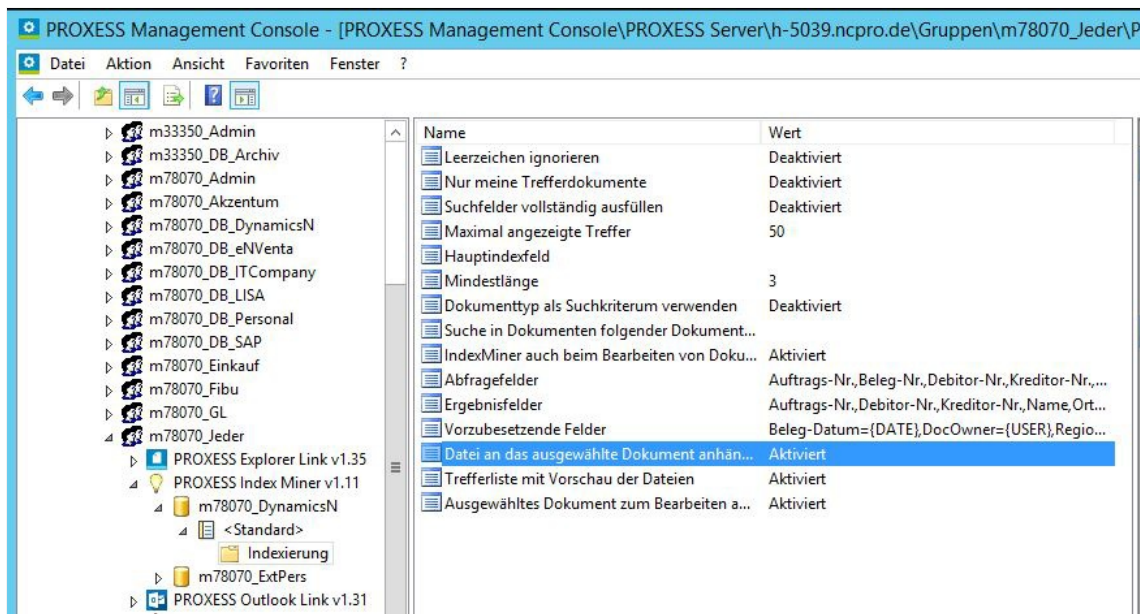 PROXESS Management Console - [PROXESS Management Console\PROXESS Server\h-5039.ncpro.de\Gruppen\m78070_Jeder\P
Datei Aktion Ansicht Favoriten Fenster ?
m33350_Admin
m33350_DB_Archiv
m78070_Admin
m78070_Akzentum
m78070_DB_DynamicsN
m78070_DB_eNVenta
m78070_DB_ITCompany
m78070_DB_LISA
m78070_DB_Personal
m78070_DB_SAP
m78070_Einkauf
m78070_Fibu
m78070_GL
m78070_Jeder
PROXESS Explorer Link v1.35
PROXESS Index Miner v1.11
m78070_DynamicsN
<Standard>
Indexierung
m78070_ExtPers
PROXESS Outlook Link v1.31
Name Wert
Leerzeichen ignorieren Deaktiviert
Nur meine Trefferdokumente Deaktiviert
Suchfelder vollständig ausfüllen Deaktiviert
Maximal angezeigte Treffer 50
Hauptindexfeld
Mindestlänge 3
Dokumenttyp als Suchkriterum verwenden Deaktiviert
Suche in Dokumenten folgender Dokument...
IndexMiner auch beim Bearbeiten von Doku... Aktiviert
Abfragefelder Auftrags-Nr.,Beleg-Nr.,Debitor-Nr.,Kreditor-Nr.,...
Ergebnisfelder Auftrags-Nr.,Debitor-Nr.,Kreditor-Nr.,Name,Ort...
Vorzubesetzende Felder Beleg-Datum={DATE},DocOwner={USER},Regio...
Datei an das ausgewählte Dokument anhän... Aktiviert
Trefferliste mit Vorschau der Dateien Aktiviert
Ausgewähltes Dokument zum Bearbeiten a... Aktiviert